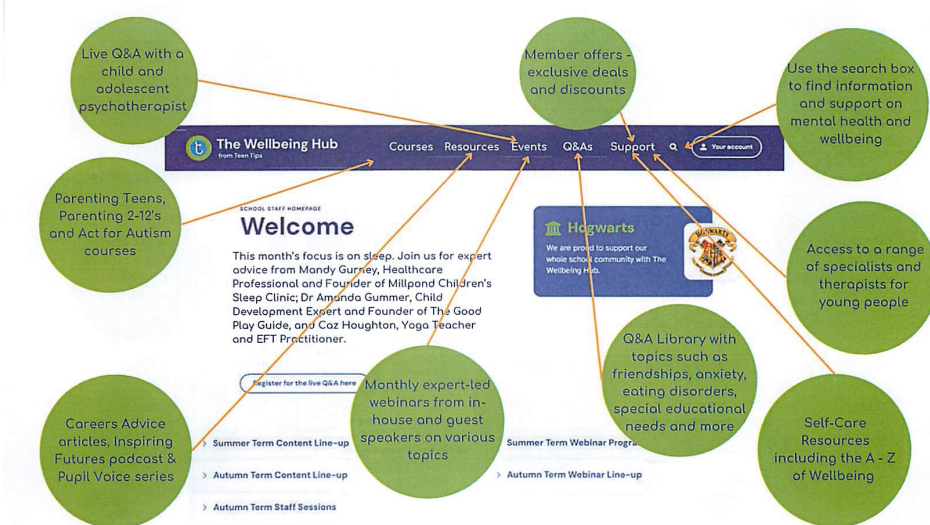 Live Q&A with a
child and
adolescent
psychotherapist
Member offers -
exclusive deals
and discounts
Use the search box
to find information
and support on
mental health and
wellbeing
t
The Wellbeing Hub
from Teen Tips
Courses Resources Events Q&As Support
Your account
Parenting Teens,
Parenting 2-12's
and Act for Autism
courses
SCHOOL STAFF HOMEPAGE
Welcome
This month's focus is on sleep. Join us for expert
advice from Mandy Gurney, Healthcare
Professional and Founder of Millpond Children's
Sleep Clinic; Dr Amanda Gummer, Child
Development Expert and Founder of The Good
Play Guide, and Caz Houghton, Yoga Teacher
and EFT Practitioner.
Register for the live Q&A here
Hogwarts
We are proud to support our
whole school community with The
Wellbeing Hub.
HOGWARTS
Access to a range
of specialists and
therapists for
young people
Careers Advice
articles, Inspiring
Futures podcast &
Pupil Voice series
Monthly expert-led
webinars from in-
house and guest
speakers on various
topics
Q&A Library with
topics such as
friendships, anxiety,
eating disorders,
special educational
needs and more
Self-Care
Resources
including the A - Z
of Wellbeing
> Summer Term Content Line-up
Summer Term Webinar
> Autumn Term Content Line-up
> Autumn Term Webinar Line-up
> Autumn Term Staff Sessions